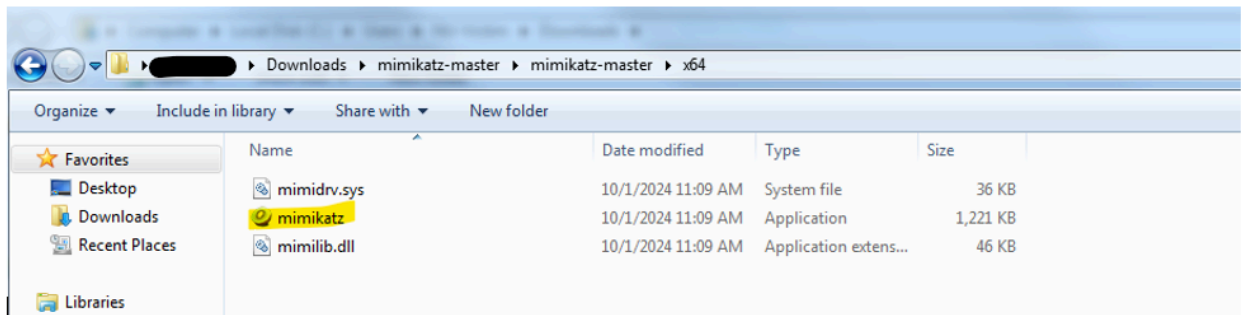 Downloads mimikatz-master mimikatz-master x64
Organize Include in library Share with New folder
Favorites
Desktop
Downloads
Recent Places
Libraries
Name Date modified Type Size
mimidrv.sys 10/1/2024 11:09 AM System file 36 KB
mimikatz 10/1/2024 11:09 AM Application 1,221 KB
mimilib.dll 10/1/2024 11:09 AM Application extens... 46 KB